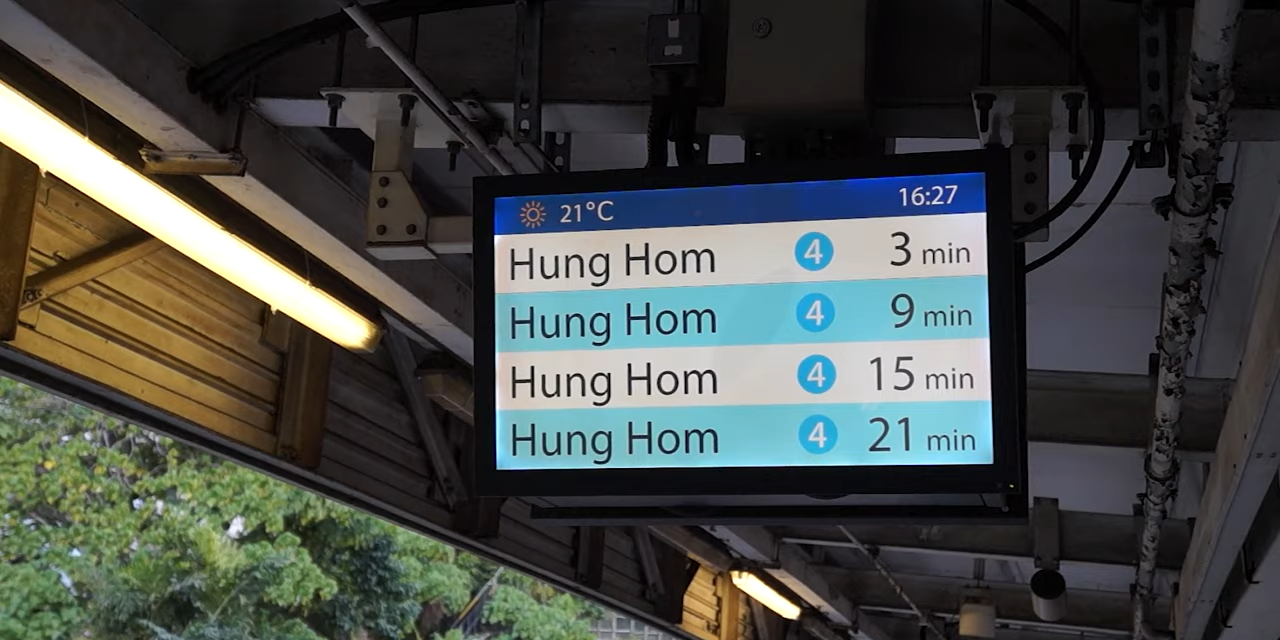 21°C 16:27
Hung Hom 4 3 min
Hung Hom 4 9 min
Hung Hom 4 15 min
Hung Hom 4 21 min